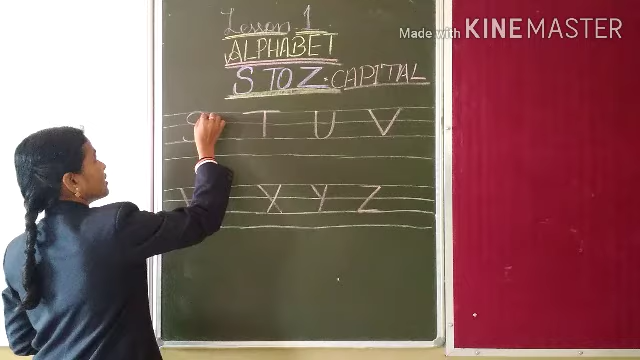 Lesson 1
Made with KINEMASTER
ALPHABET
S TO Z. CAPITAL
S T U V
X Y Z